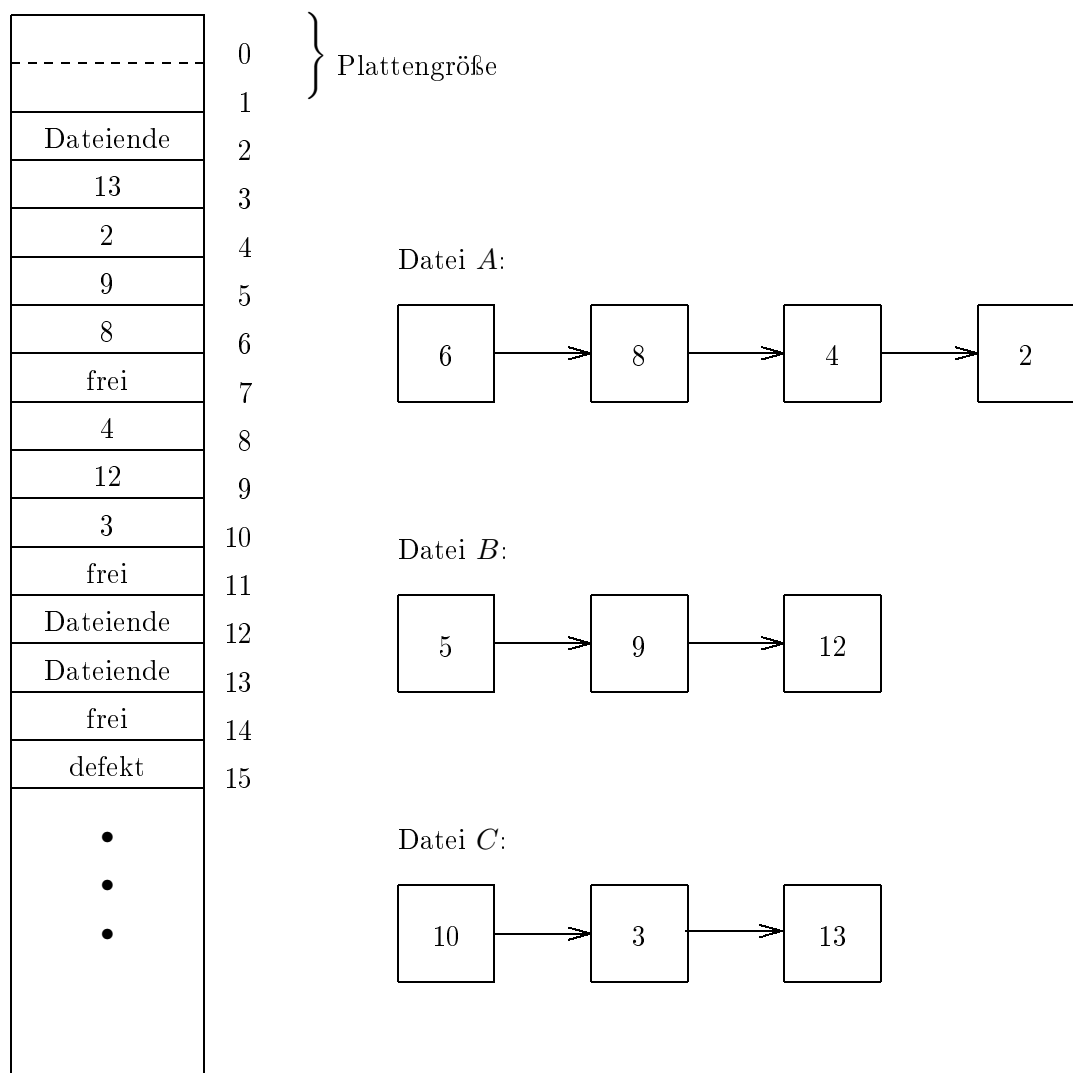 0
} Plattengröße
1
Dateiende 2
13 3
2 4
9 5
8 6
frei 7
4 8
12 9
3 10
frei 11
Dateiende 12
Dateiende 13
frei 14
defekt 15
Datei A:
6 8 4 2
Datei B:
5 9 12
Datei C:
10 3 13